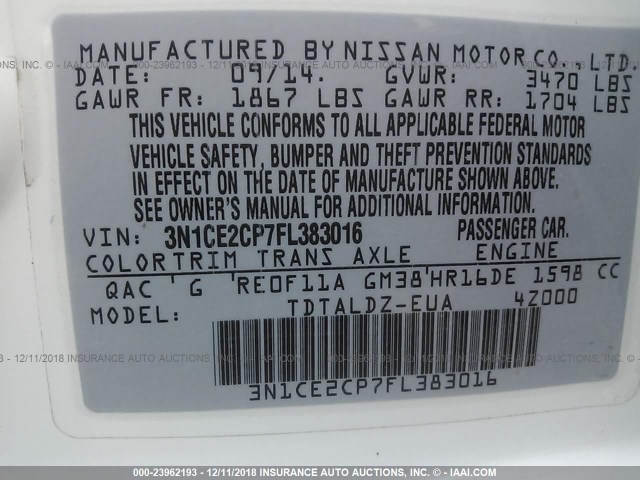 MANUFACTURED BY NISSAN MOTOR CO., LTD.
DATE: 09/14. GVWR: 3470 LBS
GAWR FR: 1867 LBS GAWR RR: 1704 LBS
THIS VEHICLE CONFORMS TO ALL APPLICABLE FEDERAL MOTOR
VEHICLE SAFETY, BUMPER AND THEFT PREVENTION STANDARDS
IN EFFECT ON THE DATE OF MANUFACTURE SHOWN ABOVE.
SEE OWNER'S MANUAL FOR ADDITIONAL INFORMATION.
VIN: 3N1CE2CP7FL383016 PASSENGER CAR.
COLOR TRIM TRANS AXLE ENGINE
QAC G RE0F11A GM38 HR16DE 1598 CC
MODEL: TDTALDZ-EUA 4Z000
3N1CE2CP7FL383016
000-23962193 - 12/11/2018 INSURANCE AUTO AUCTIONS - IAAI.COM